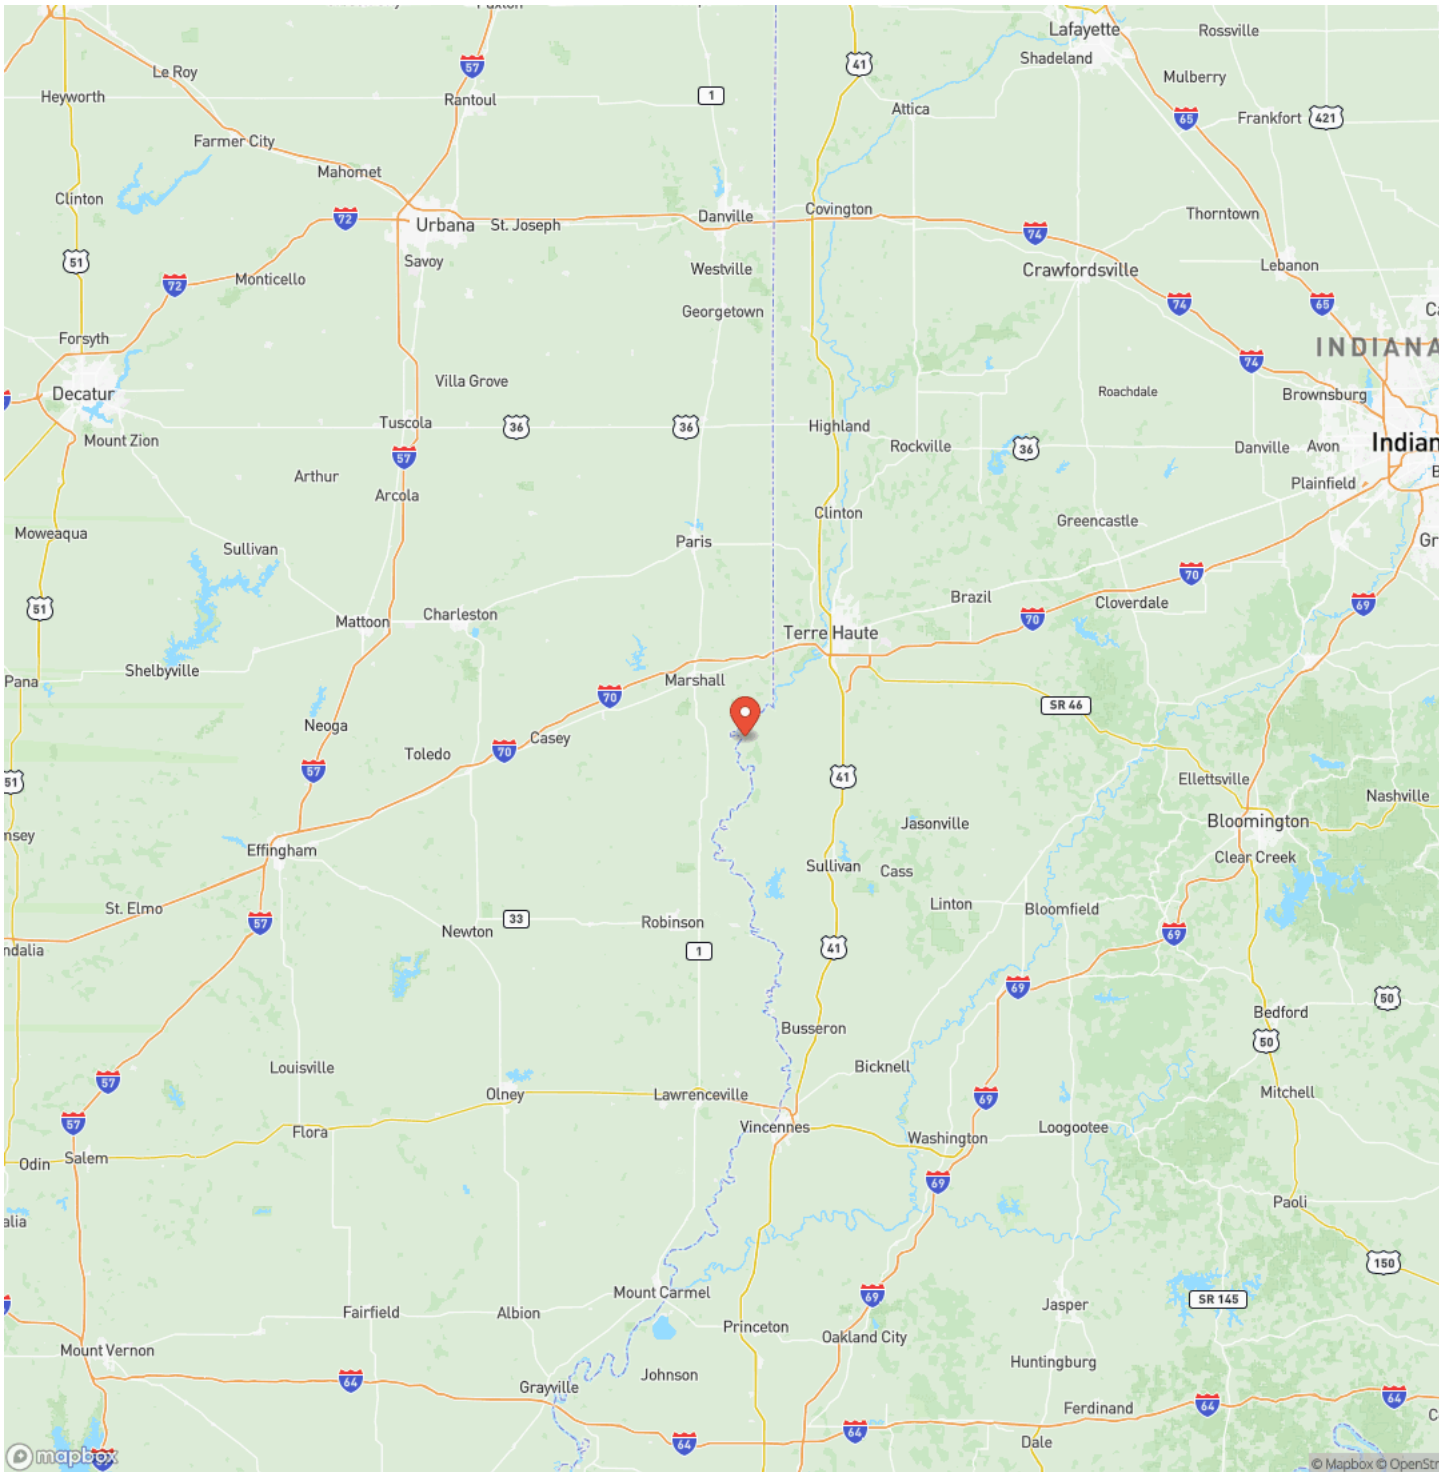 Paxton
Lafayette
Rossville
Shadeland
41
57
Le Roy
Mulberry
Heyworth
Rantoul
1
Attica
65
Frankfort
421
Farmer City
Mahomet
Clinton
72
Urbana
St. Joseph
Danville
Covington
Thorntown
74
51
Savoy
Westville
Crawfordsville
Lebanon
72
Monticello
Georgetown
74
65
Forsyth
INDIANA
74
Villa Grove
Roachdale
Decatur
Brownsburg
Tuscola
36
36
Highland
Mount Zion
Rockville
36
Danville
Avon
Indian
57
Arthur
Plainfield
Arcola
Clinton
Greencastle
Moweaqua
Paris
Gr
Sullivan
70
Brazil
Cloverdale
69
51
Charleston
Mattoon
70
Terre Haute
Shelbyville
Pana
Marshall
70
SR 46
Neoga
Casey
Toledo
70
57
41
51
Ellettsville
Nashville
Jasonville
Bloomington
Effingham
Clear Creek
Sullivan
Cass
St. Elmo
Linton
Bloomfield
33
57
Robinson
Newton
69
1
41
ndalia
69
50
Busseron
Bedford
50
Louisville
Bicknell
57
Olney
Lawrenceville
69
Mitchell
57
Flora
Vincennes
Loogootee
Washington
Odin
Salem
69
Paoli
alia
150
Mount Carmel
69
SR 145
Fairfield
Albion
Jasper
Princeton
Oakland City
Mount Vernon
Huntingburg
Johnson
64
Grayville
64
64
Ferdinand
64
64
Dale
mapbox
© Mapbox © OpenStr